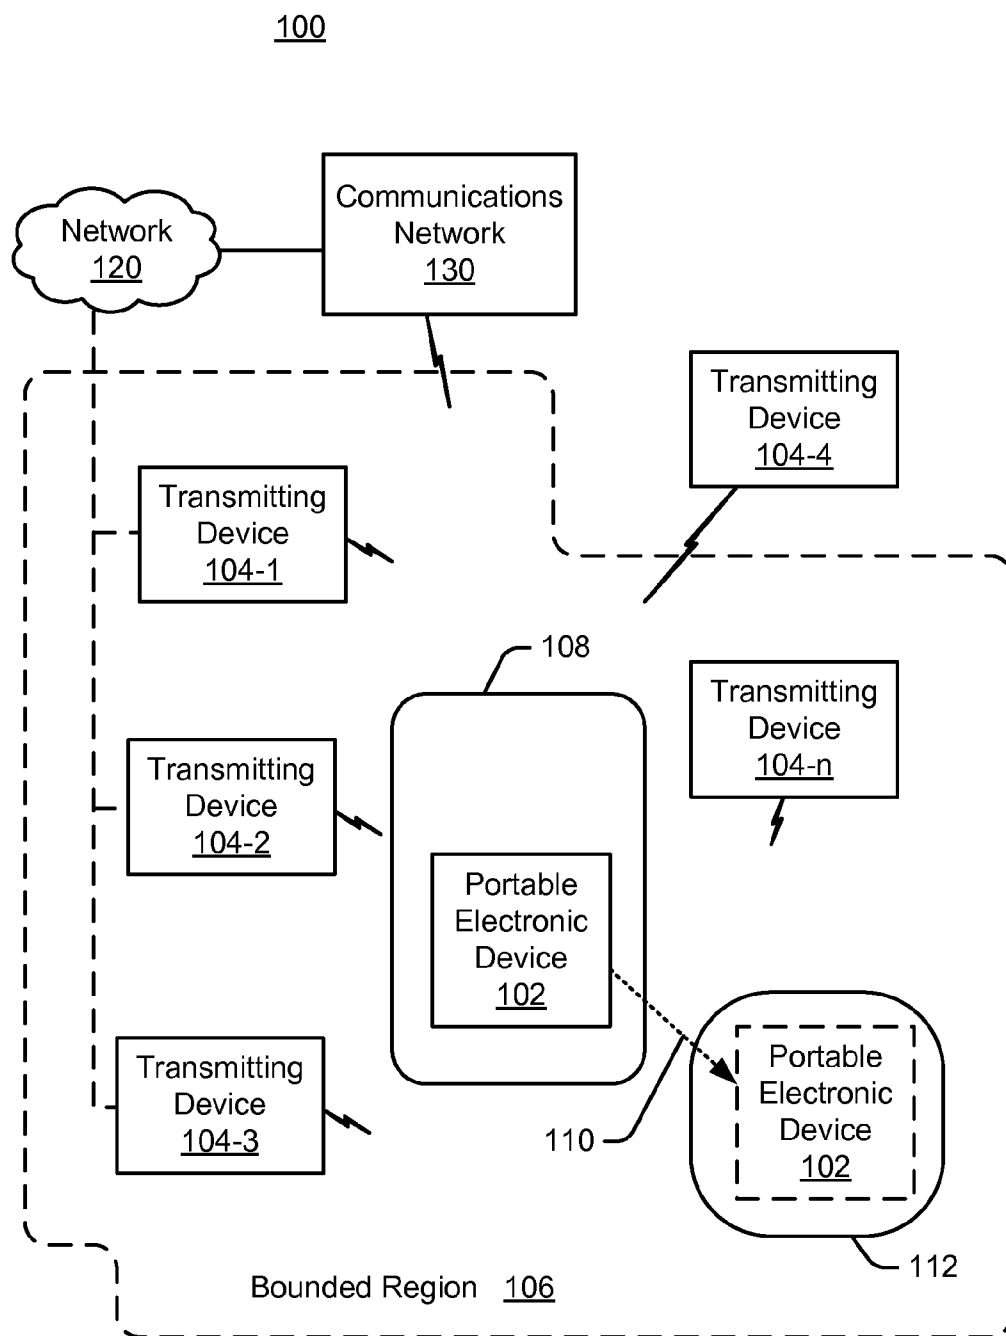 100
Communications
Network
130
Network
120
Transmitting
Device
104-4
Transmitting
Device
104-1
108
Transmitting
Device
104-n
Transmitting
Device
104-2
Portable
Electronic
Device
102
Transmitting
Device
104-3
Portable
Electronic
Device
102
110
112
Bounded Region 106